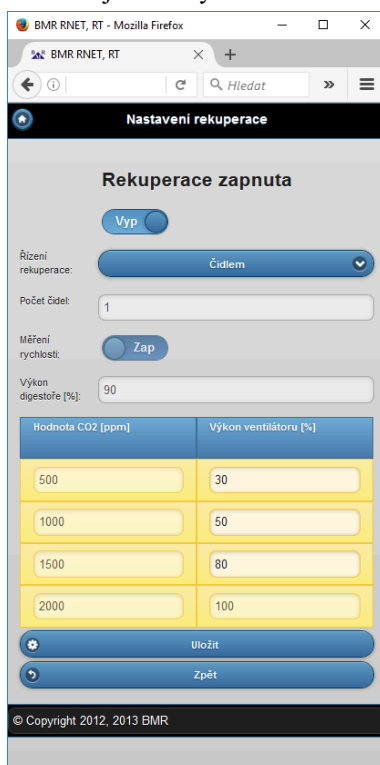 BMR RNET, RT - Mozilla Firefox
BMR RNET, RT
Hledat
Nastavení rekuperace
Rekuperace zapnuta
Vyp
Řízení
rekuperace:
Čidlem
Počet čidel:
1
Měření
rychlosti:
Zap
Výkon
digestoře [%]:
90
Hodnota CO2 [ppm] Výkon ventilátoru [%]
500 30
1000 50
1500 80
2000 100
Uložit
Zpět
© Copyright 2012, 2013 BMR